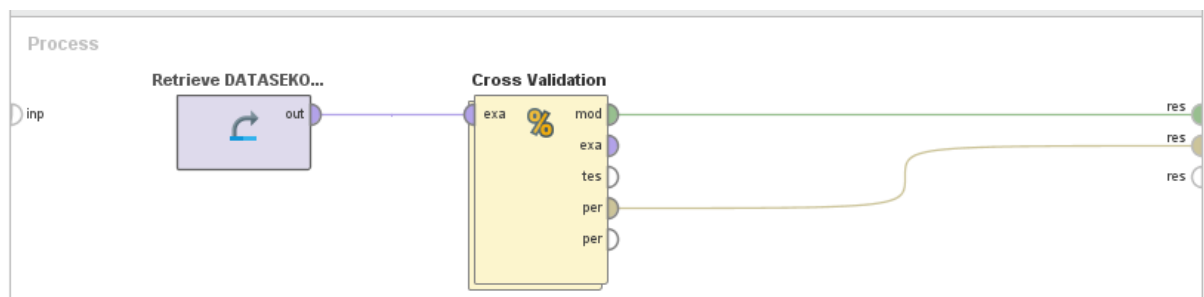 Process
Retrieve DATASEKO...
Cross Validation
inp
out
exa
%
mod
exa
tes
per
per
res
res
res